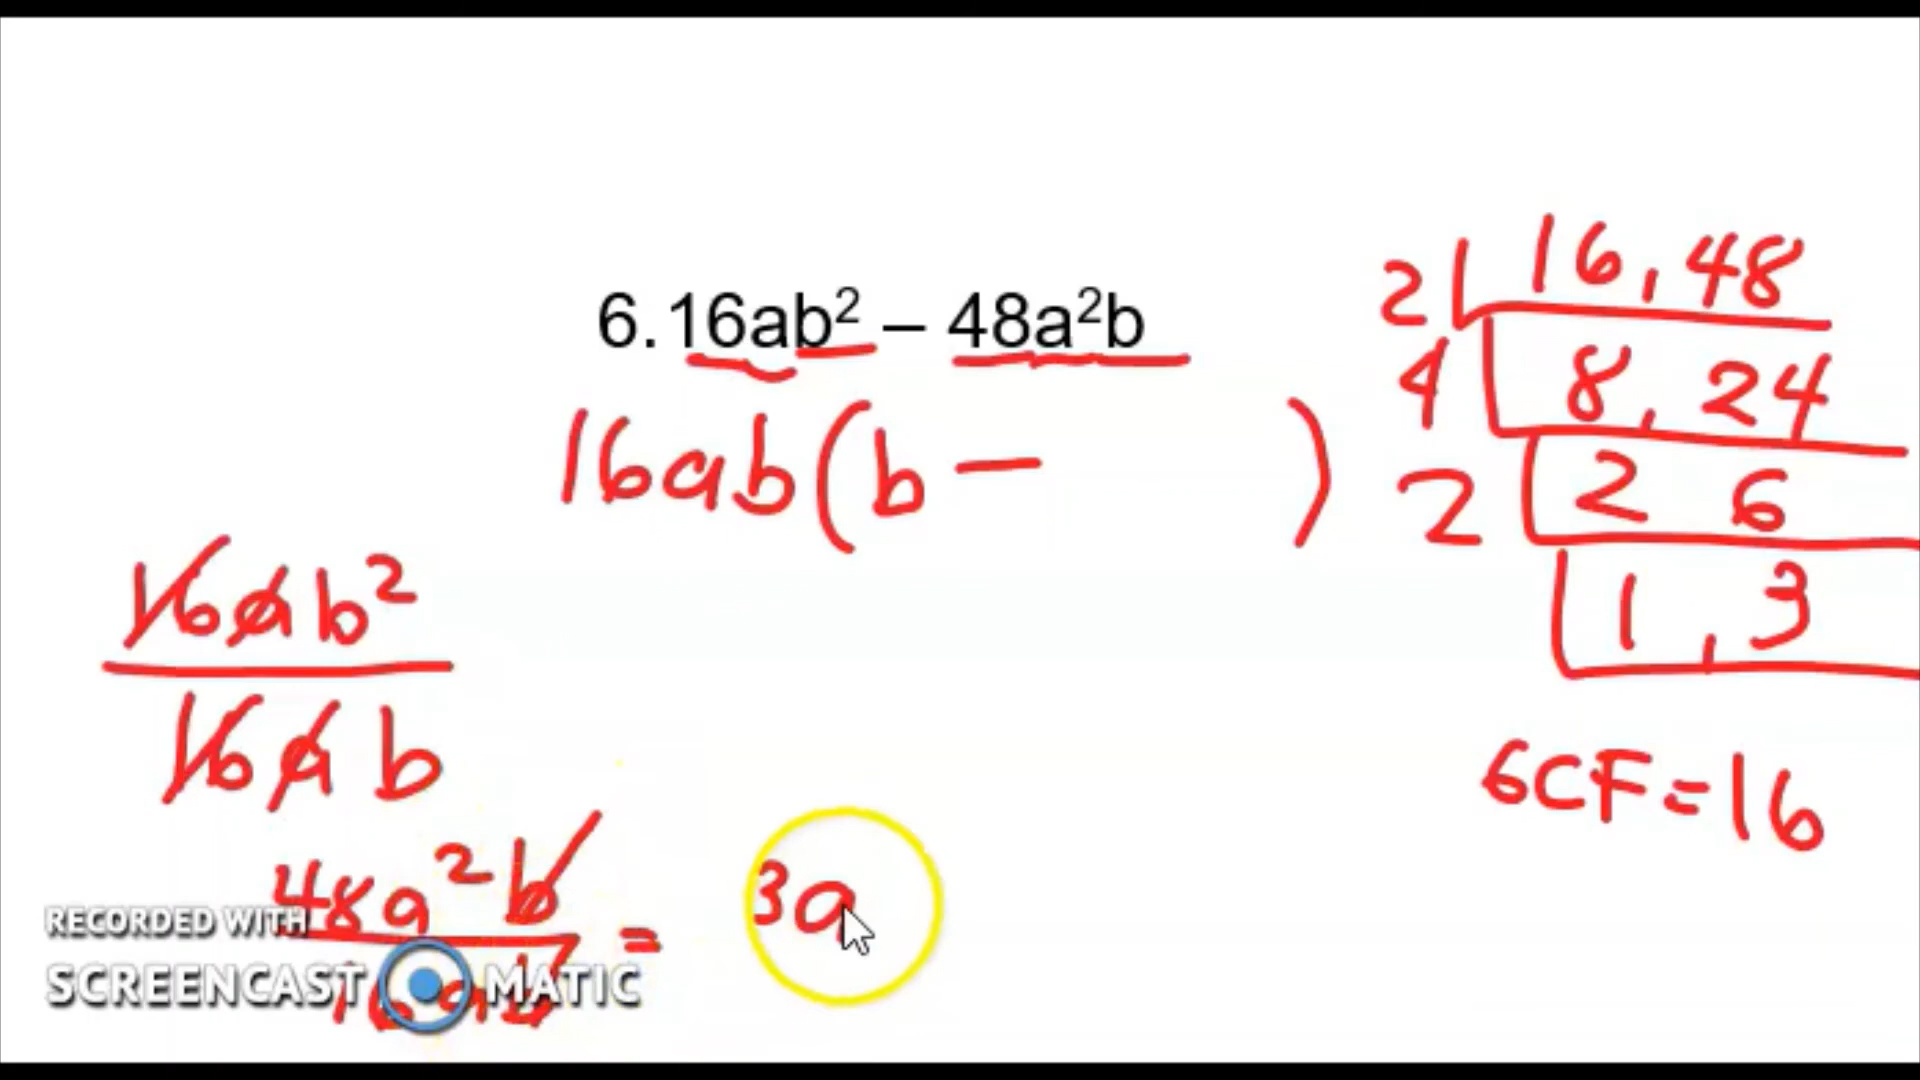 6. 16ab² – 48a²b
16ab(b – )
2 16,48
4 8,24
2 2 6
1,3
GCF=16
16ab²
16ab
48a²b
16ab
= 3a
RECORDED WITH
SCREENCAST MATIC